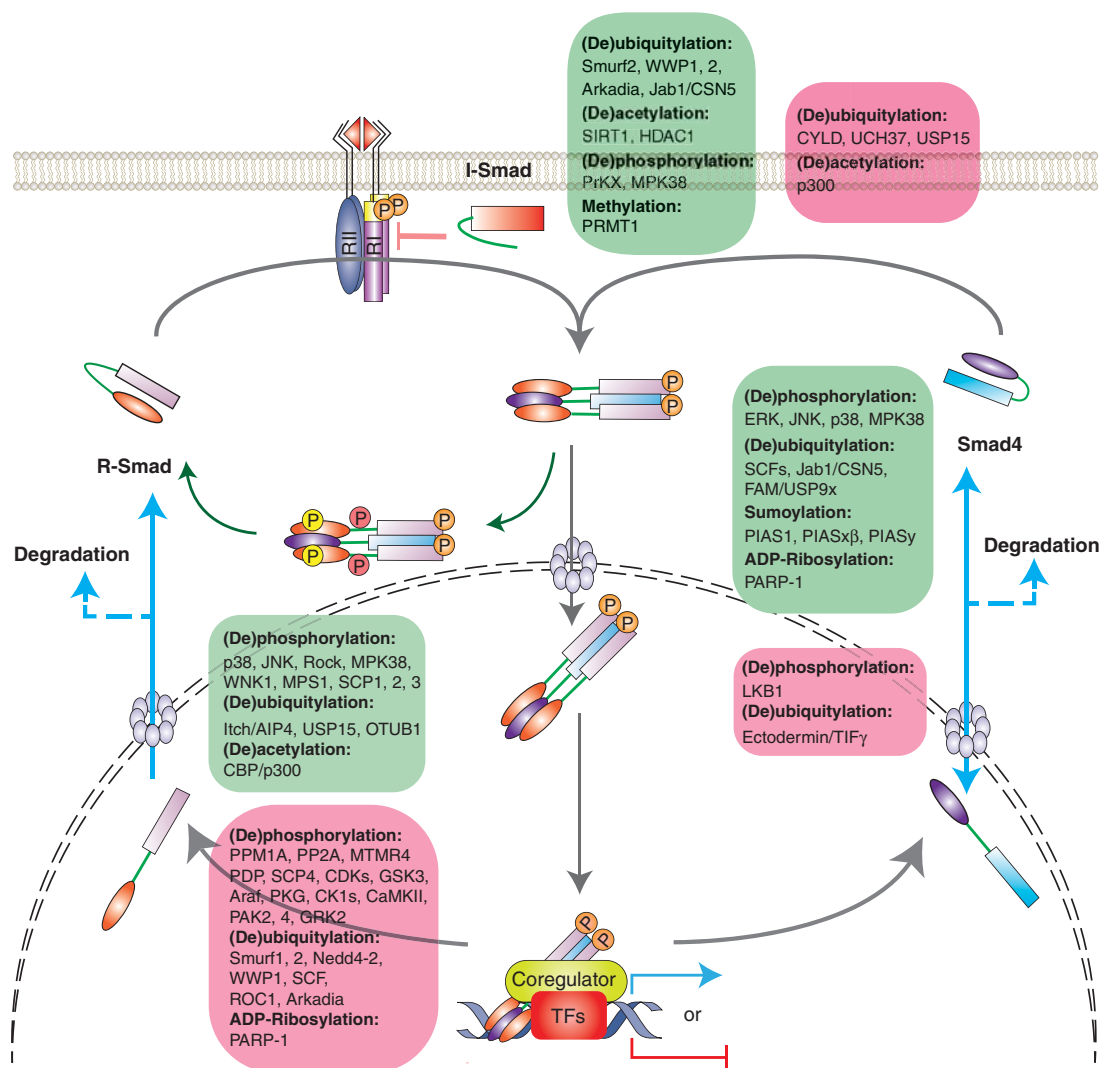 (De)ubiquitylation:
Smurf2, WWP1, 2,
Arkadia, Jab1/CSN5
(De)acetylation:
SIRT1, HDAC1
(De)phosphorylation:
PrKX, MPK38
Methylation:
PRMT1
(De)ubiquitylation:
CYLD, UCH37, USP15
(De)acetylation:
p300
I-Smad
P
P
RII
RI
P
P
R-Smad
Smad4
(De)phosphorylation:
ERK, JNK, p38, MPK38
(De)ubiquitylation:
SCFs, Jab1/CSN5,
FAM/USP9x
Sumoylation:
PIAS1, PIASxβ, PIASy
ADP-Ribosylation:
PARP-1
P
P
P
P
P
P
Degradation
Degradation
P
P
(De)phosphorylation:
p38, JNK, Rock, MPK38,
WNK1, MPS1, SCP1, 2, 3
(De)ubiquitylation:
Itch/AIP4, USP15, OTUB1
(De)acetylation:
CBP/p300
(De)phosphorylation:
LKB1
(De)ubiquitylation:
Ectodermin/TIFγ
(De)phosphorylation:
PPM1A, PP2A, MTMR4
PDP, SCP4, CDKs, GSK3,
Araf, PKG, CK1s, CaMKII,
PAK2, 4, GRK2
(De)ubiquitylation:
Smurf1, 2, Nedd4-2,
WWP1, SCF,
ROC1, Arkadia
ADP-Ribosylation:
PARP-1
P
P
Coregulator
TFs
or